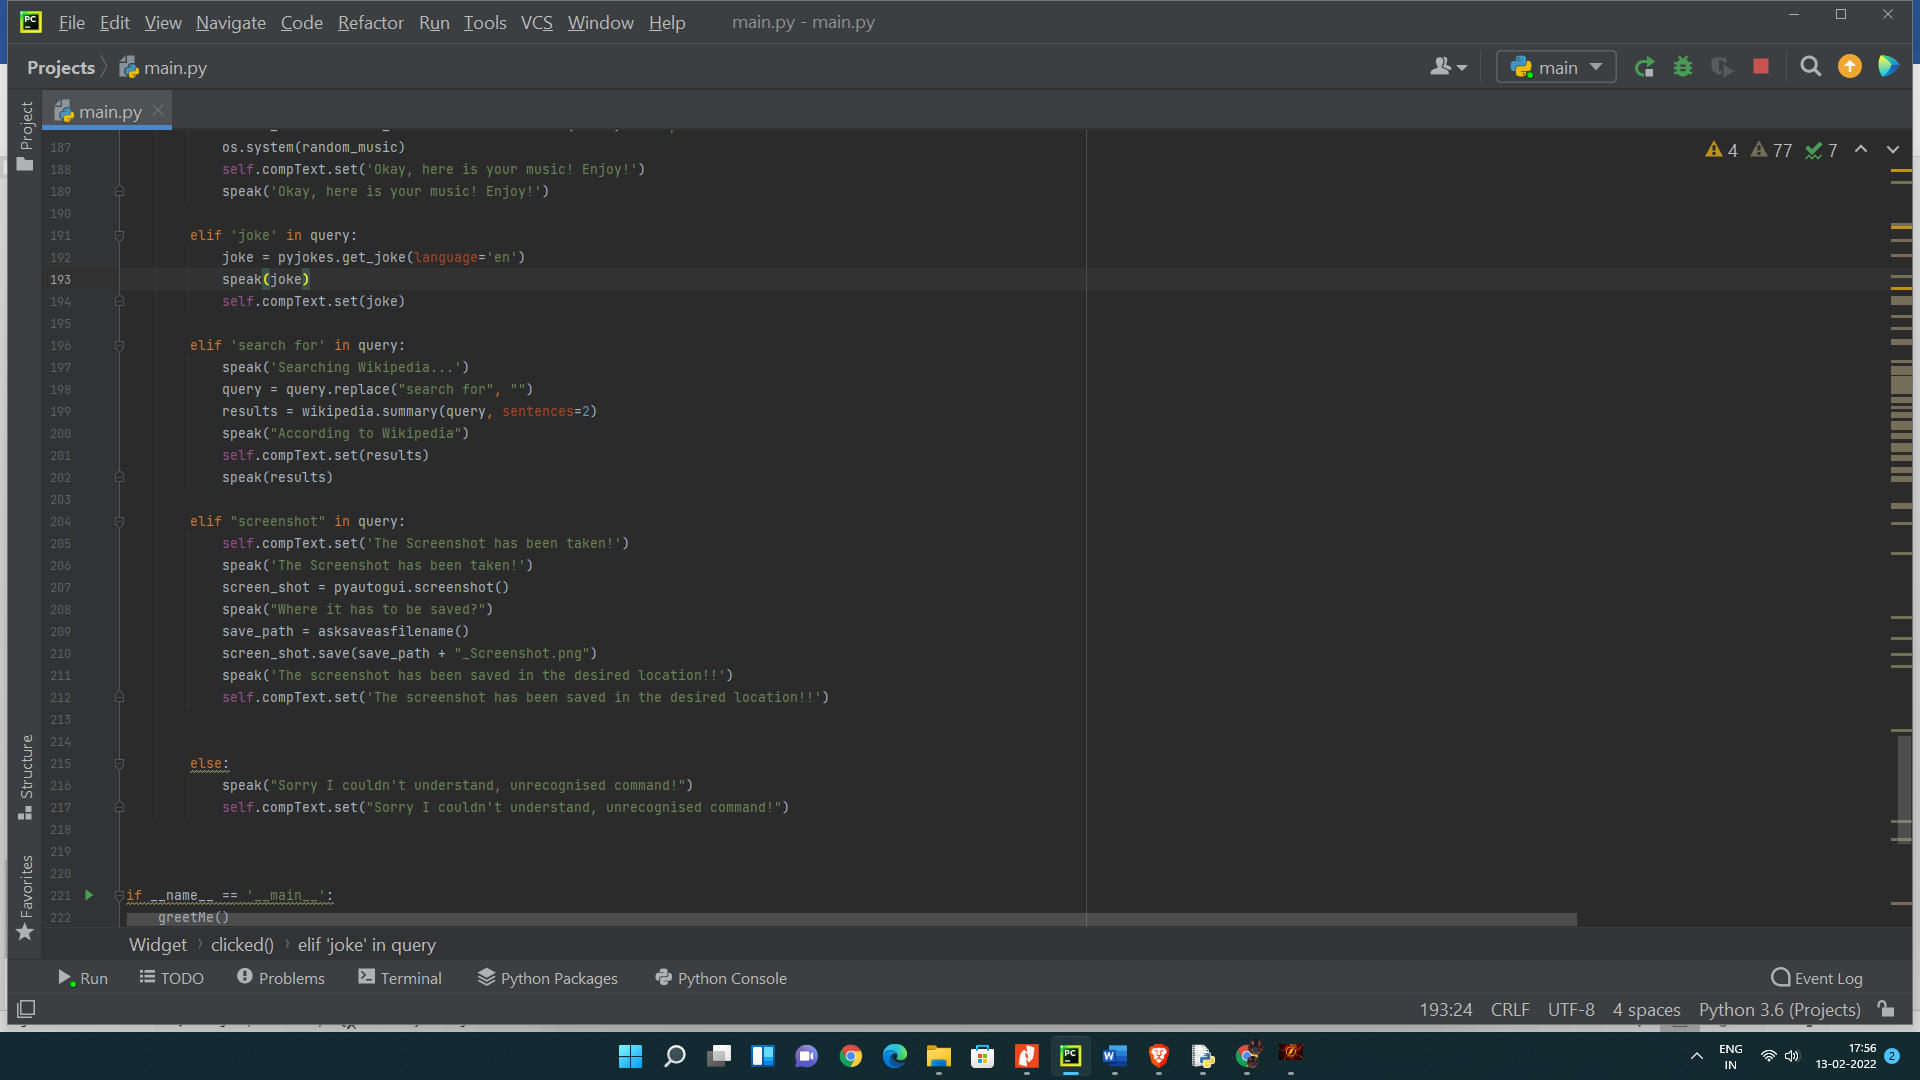 File Edit View Navigate Code Refactor Run Tools VCS Window Help main.py - main.py
Projects main.py main
Project
main.py
4 77 7
187 os.system(random_music)
188 self.compText.set('Okay, here is your music! Enjoy!')
189 speak('Okay, here is your music! Enjoy!')
190
191 elif 'joke' in query:
192 joke = pyjokes.get_joke(language='en')
193 speak(joke)
194 self.compText.set(joke)
195
196 elif 'search for' in query:
197 speak('Searching Wikipedia...')
198 query = query.replace("search for", "")
199 results = wikipedia.summary(query, sentences=2)
200 speak("According to Wikipedia")
201 self.compText.set(results)
202 speak(results)
203
204 elif "screenshot" in query:
205 self.compText.set('The Screenshot has been taken!')
206 speak('The Screenshot has been taken!')
207 screen_shot = pyautogui.screenshot()
208 speak("Where it has to be saved?")
209 save_path = asksaveasfilename()
210 screen_shot.save(save_path + "_Screenshot.png")
211 speak('The screenshot has been saved in the desired location!!')
212 self.compText.set('The screenshot has been saved in the desired location!!')
213
214
215 else:
216 speak("Sorry I couldn't understand, unrecognised command!")
217 self.compText.set("Sorry I couldn't understand, unrecognised command!")
218
219
220
221 if __name__ == '__main__':
222 greetMe()
Structure
Favorites
Widget clicked() elif 'joke' in query
Run TODO Problems Terminal Python Packages Python Console Event Log
193:24 CRLF UTF-8 4 spaces Python 3.6 (Projects)
ENG
IN
17:56
13-02-2022
2